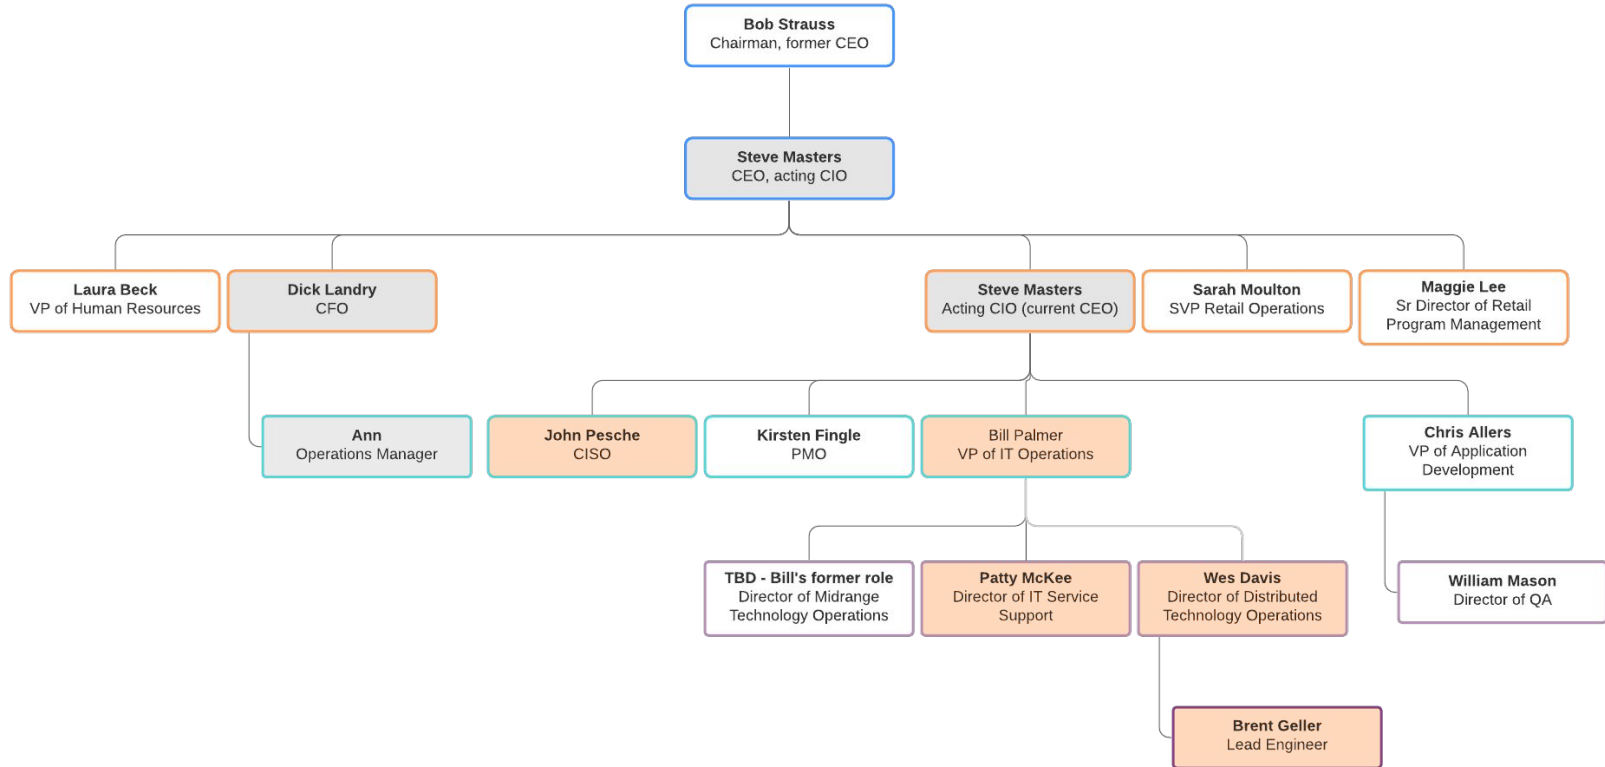 Bob Strauss
Chairman, former CEO
Steve Masters
CEO, acting CIO
Laura Beck
VP of Human Resources
Dick Landry
CFO
Steve Masters
Acting CIO (current CEO)
Sarah Moulton
SVP Retail Operations
Maggie Lee
Sr Director of Retail
Program Management
Ann
Operations Manager
John Pesche
CISO
Kirsten Fingle
PMO
Bill Palmer
VP of IT Operations
Chris Allers
VP of Application
Development
TBD - Bill's former role
Director of Midrange
Technology Operations
Patty McKee
Director of IT Service
Support
Wes Davis
Director of Distributed
Technology Operations
William Mason
Director of QA
Brent Geller
Lead Engineer